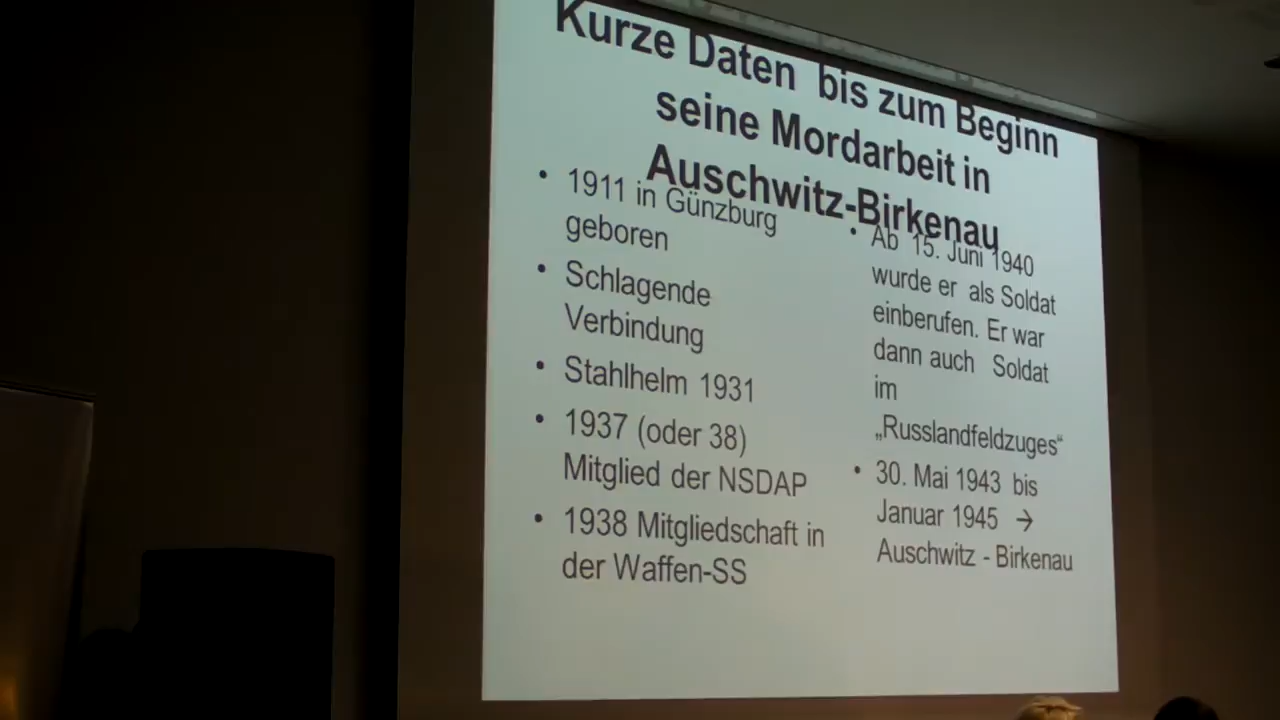 Kurze Daten bis zum Beginn
seine Mordarbeit in
Auschwitz-Birkenau
• 1911 in Günzburg
geboren
• Schlagende
Verbindung
• Stahlhelm 1931
• 1937 (oder 38)
Mitglied der NSDAP
• 1938 Mitgliedschaft in
der Waffen-SS
• Ab 15. Juni 1940
wurde er als Soldat
einberufen. Er war
dann auch Soldat
im
„Russlandfeldzuges“
• 30. Mai 1943 bis
Januar 1945 →
Auschwitz - Birkenau